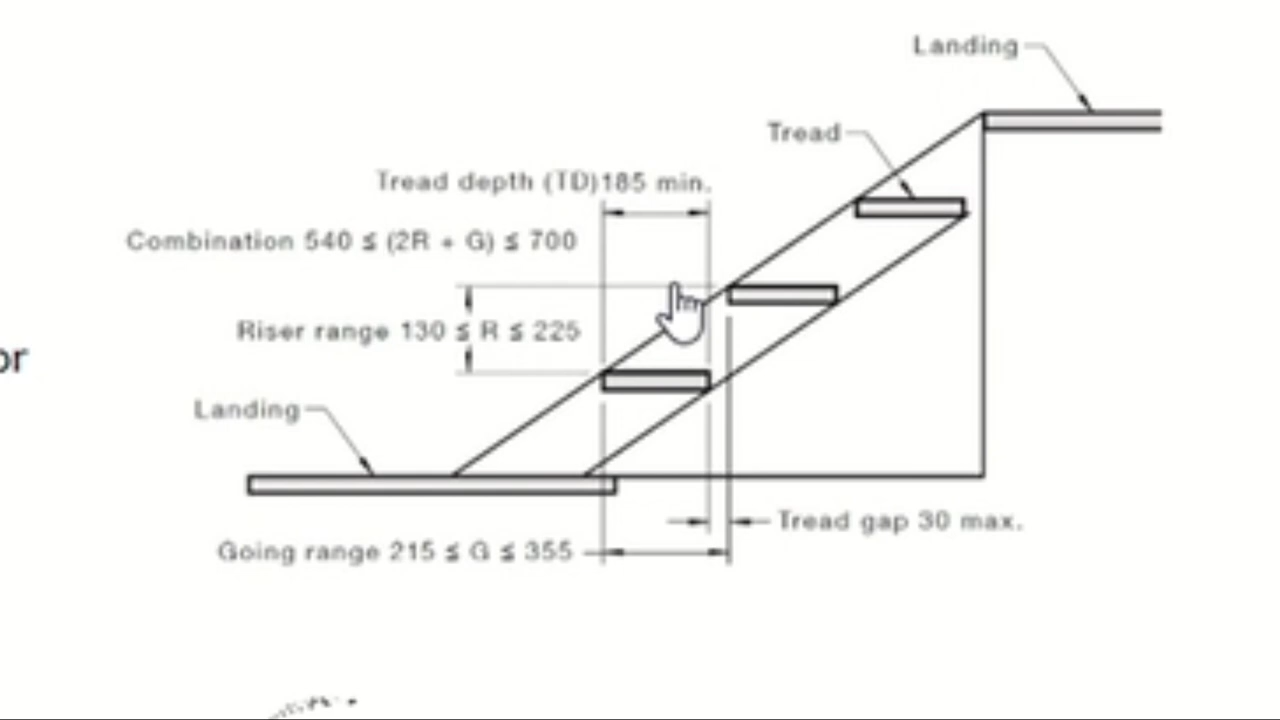 Landing
Tread
Tread depth (TD)185 min.
Combination 540 ≤ (2R + G) ≤ 700
Riser range 130 ≤ R ≤ 225
or
Landing
Tread gap 30 max.
Going range 215 ≤ G ≤ 355